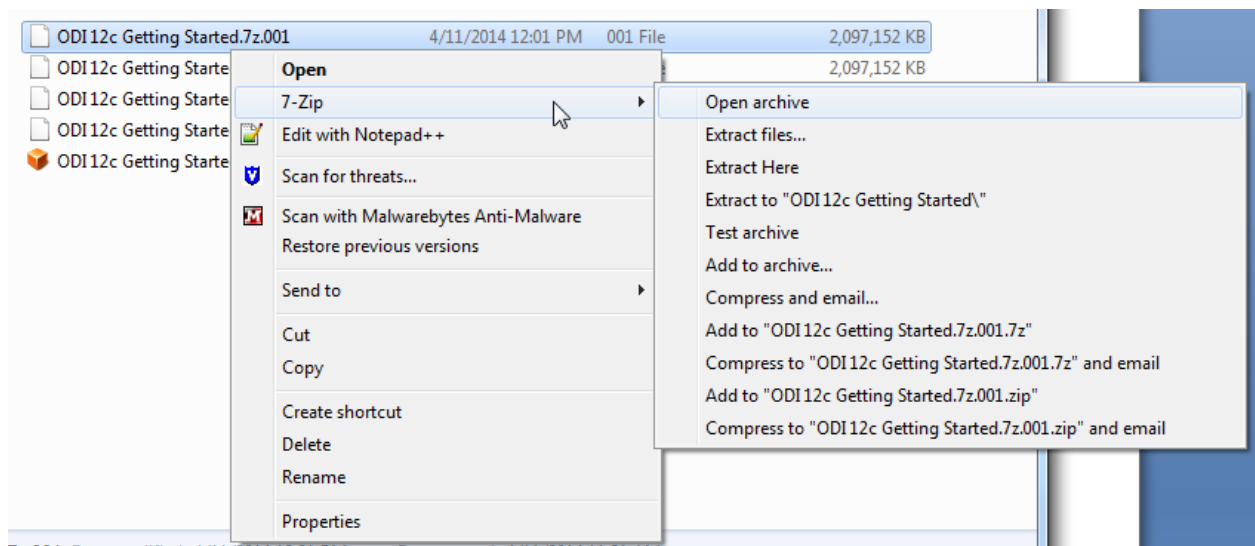 ODI 12c Getting Started.7z.001 4/11/2014 12:01 PM 001 File 2,097,152 KB
ODI 12c Getting Starte 2,097,152 KB
ODI 12c Getting Starte
ODI 12c Getting Starte
ODI 12c Getting Starte
Open
7-Zip
Edit with Notepad++
Scan for threats...
Scan with Malwarebytes Anti-Malware
Restore previous versions
Send to
Cut
Copy
Create shortcut
Delete
Rename
Properties
Open archive
Extract files...
Extract Here
Extract to "ODI 12c Getting Started\"
Test archive
Add to archive...
Compress and email...
Add to "ODI 12c Getting Started.7z.001.7z"
Compress to "ODI 12c Getting Started.7z.001.7z" and email
Add to "ODI 12c Getting Started.7z.001.zip"
Compress to "ODI 12c Getting Started.7z.001.zip" and email